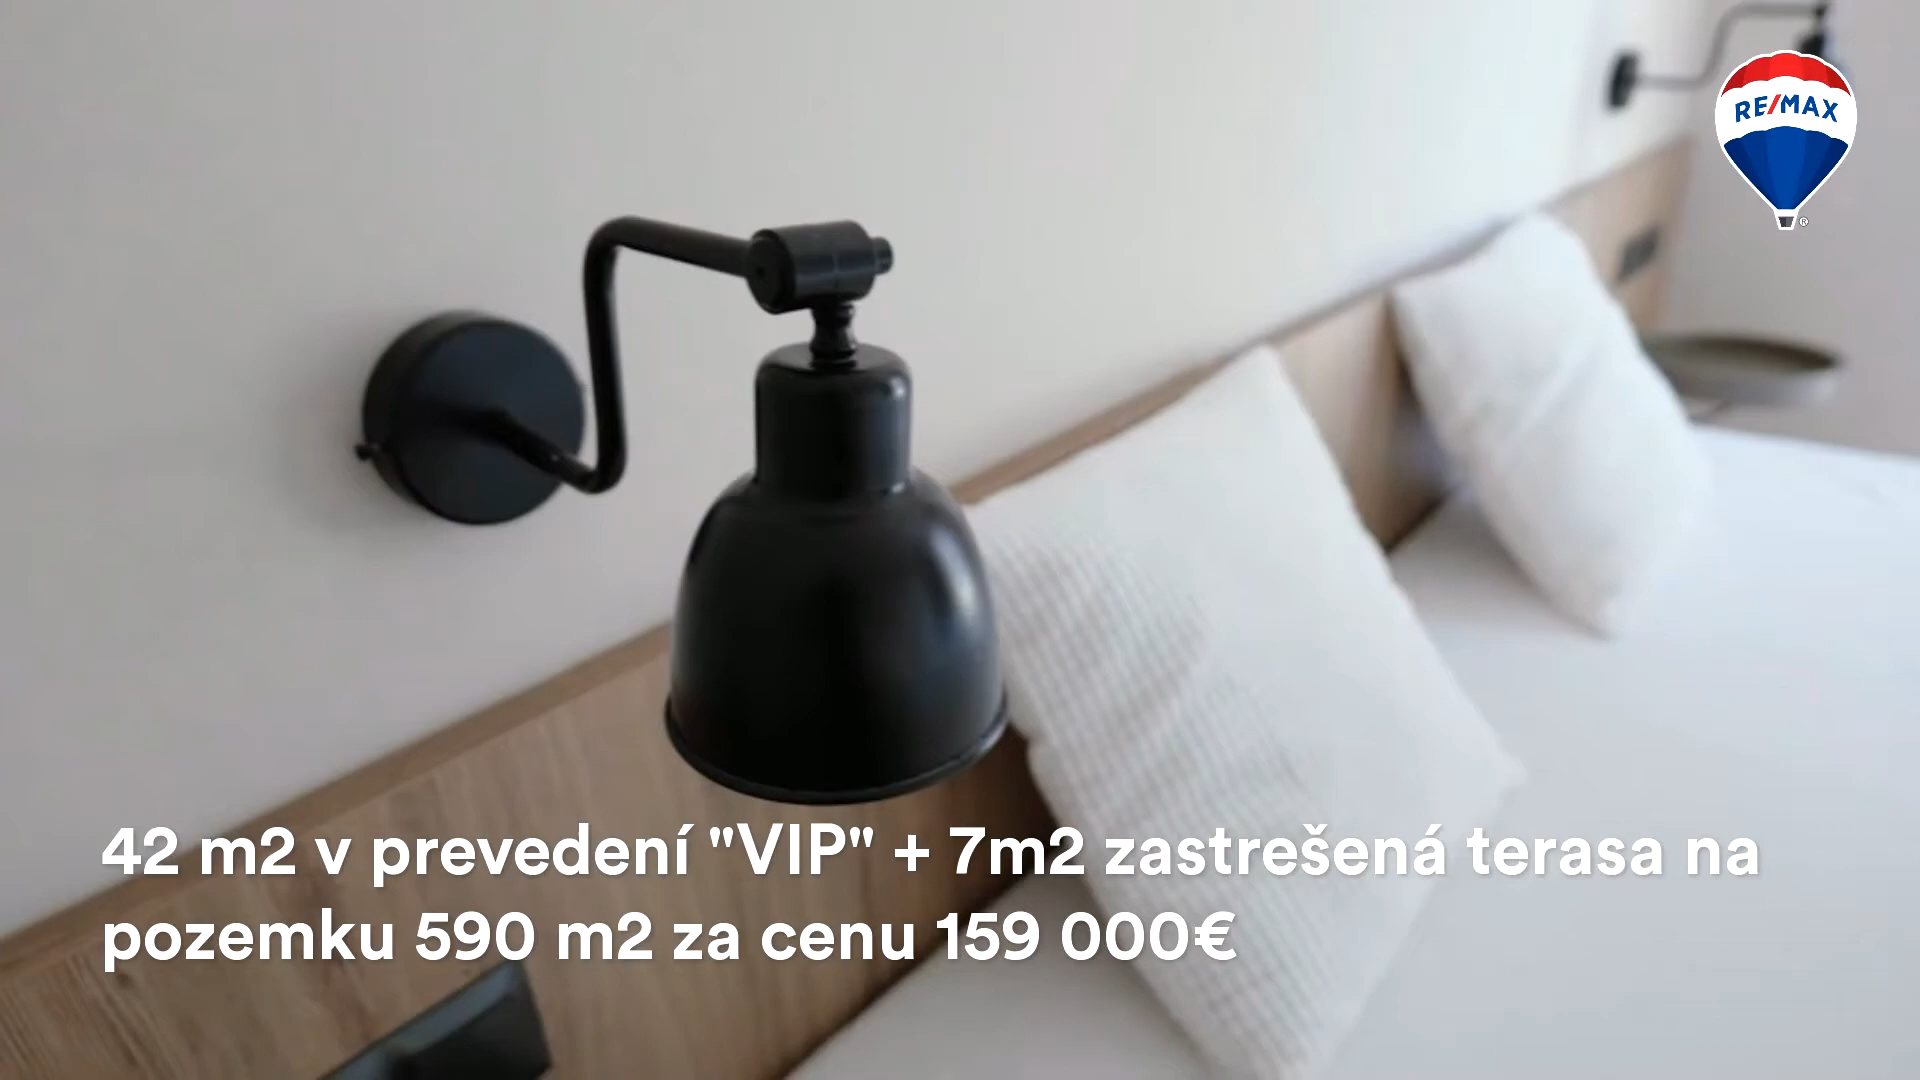 RE/MAX
®
42 m2 v prevedení "VIP" + 7m2 zastrešená terasa na
pozemku 590 m2 za cenu 159 000€